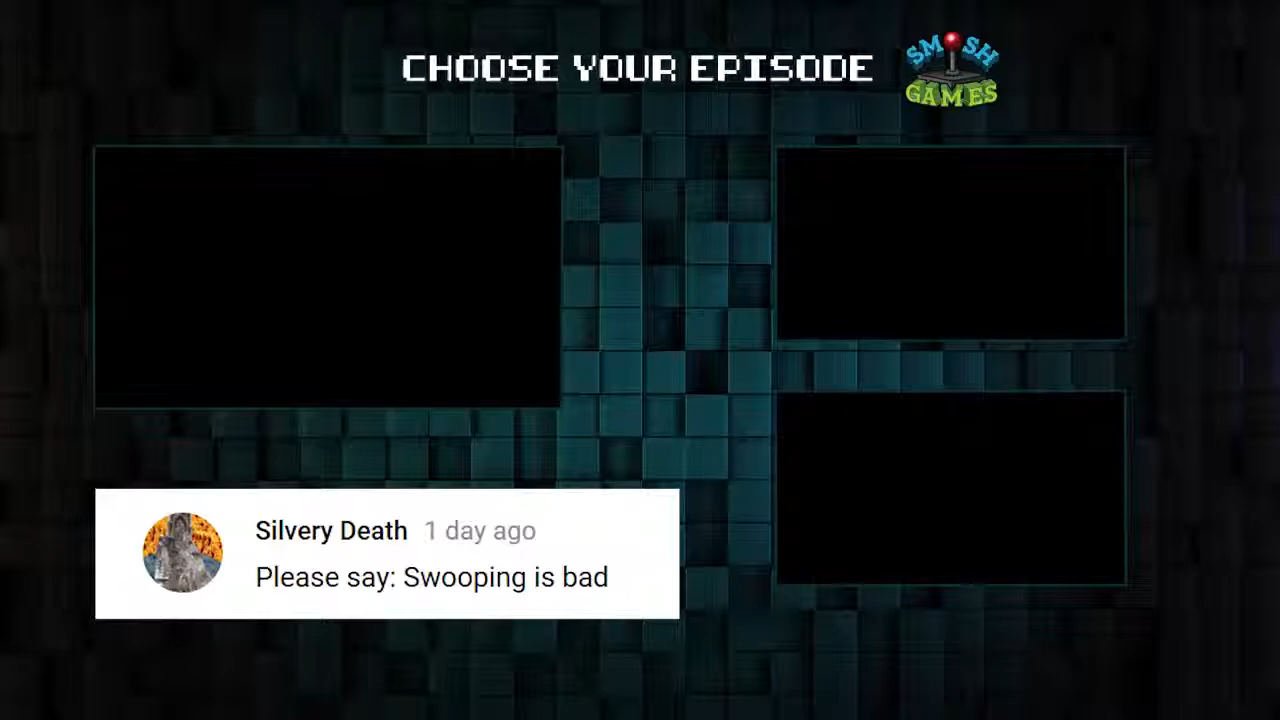 CHOOSE YOUR EPISODE
SMOSH
GAMES
Silvery Death 1 day ago
Please say: Swooping is bad